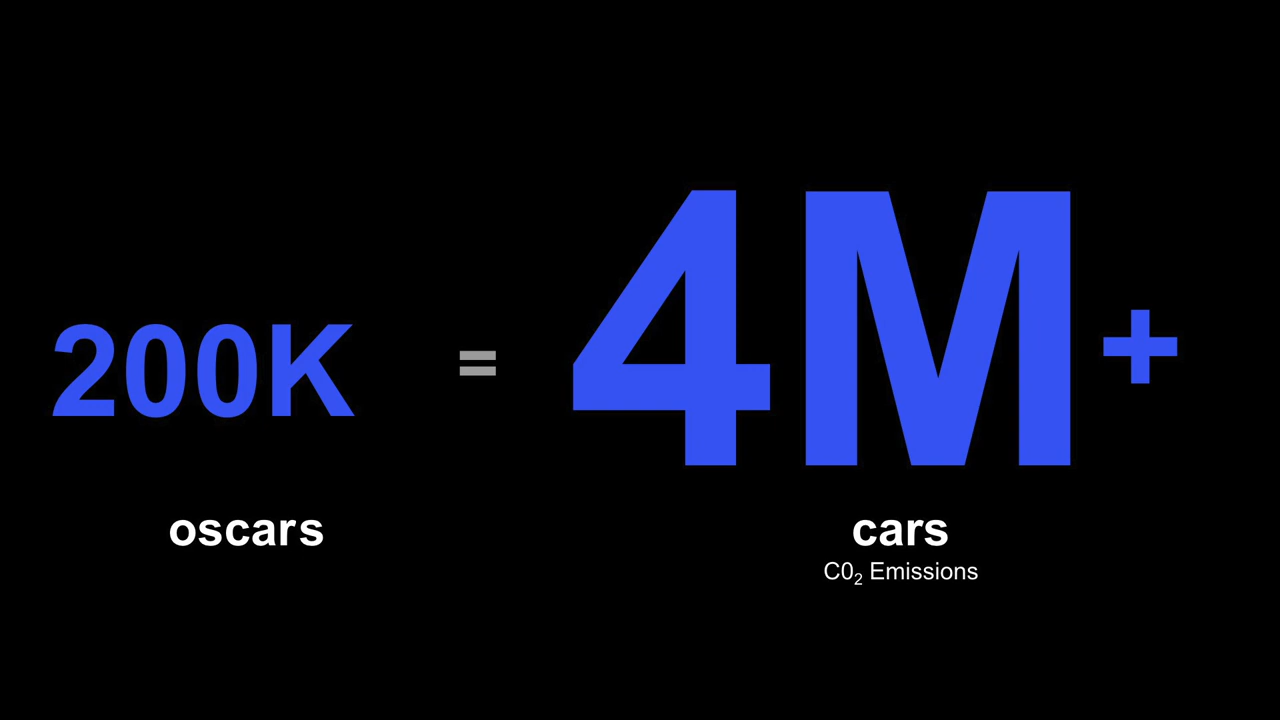 200K = 4M+
oscars cars
C0₂ Emissions